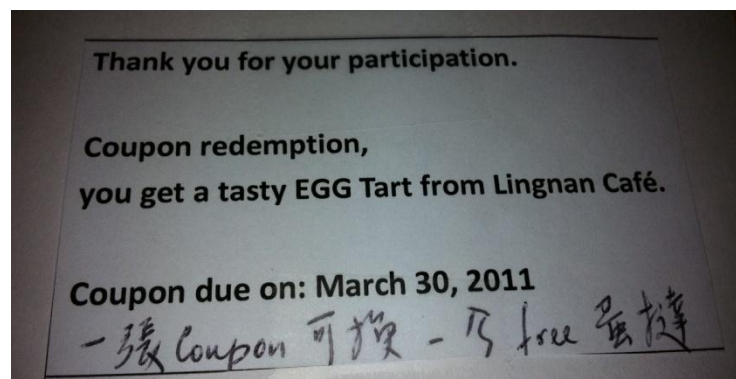 Thank you for your participation.
Coupon redemption,
you get a tasty EGG Tart from Lingnan Café.
Coupon due on: March 30, 2011
一張 Coupon 可換一 free 蛋撻